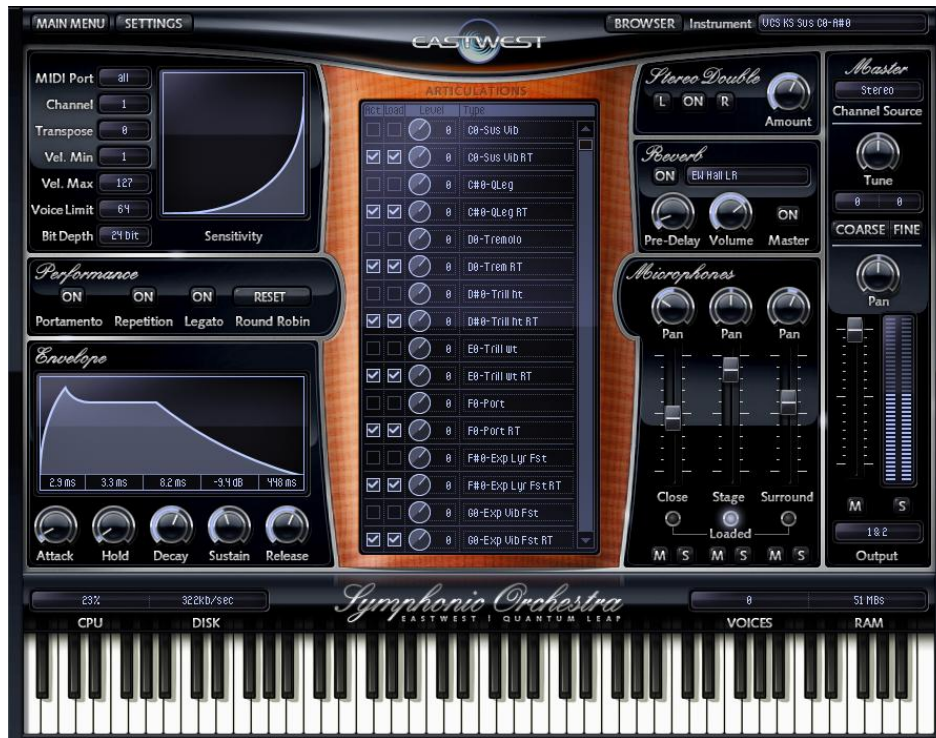 MAIN MENU SETTINGS
EASTWEST
BROWSER Instrument VCS KS Sus C0-A#0
MIDI Port all
Channel 1
Transpose 0
Vel. Min 1
Vel. Max 127
Voice Limit 64
Bit Depth 24 bit
Sensitivity
Performance
ON ON ON RESET
Portamento Repetition Legato Round Robin
Envelope
2.9 ms 3.3 ms 8.2 ms -9.4 dB 448 ms
Attack Hold Decay Sustain Release
ARTICULATIONS
Act Load Level Type
0 C0-Sus Vib
0 C0-Sus Vib RT
0 C#0-QLeg
0 C#0-QLeg RT
0 D0-Tremolo
0 D0-Trem RT
0 D#0-Trill ht
0 D#0-Trill ht RT
0 E0-Trill wt
0 E0-Trill wt RT
0 F0-Port
0 F0-Port RT
0 F#0-Exp Lyr Fst
0 F#0-Exp Lyr Fst RT
0 G0-Exp Vib Fst
0 G0-Exp Vib Fst RT
Stereo Double
L ON R
Amount
Reverb
ON EW Hall LR
ON
Pre-Delay Volume Master
Microphones
Pan Pan Pan
Close Stage Surround
Loaded
M S M S M S
Master
Stereo
Channel Source
Tune
0 0
COARSE FINE
Pan
M S
1&2
Output
23% 322kb/sec
CPU DISK
Symphonic Orchestra
EASTWEST | QUANTUM LEAP
0 51 MBs
VOICES RAM